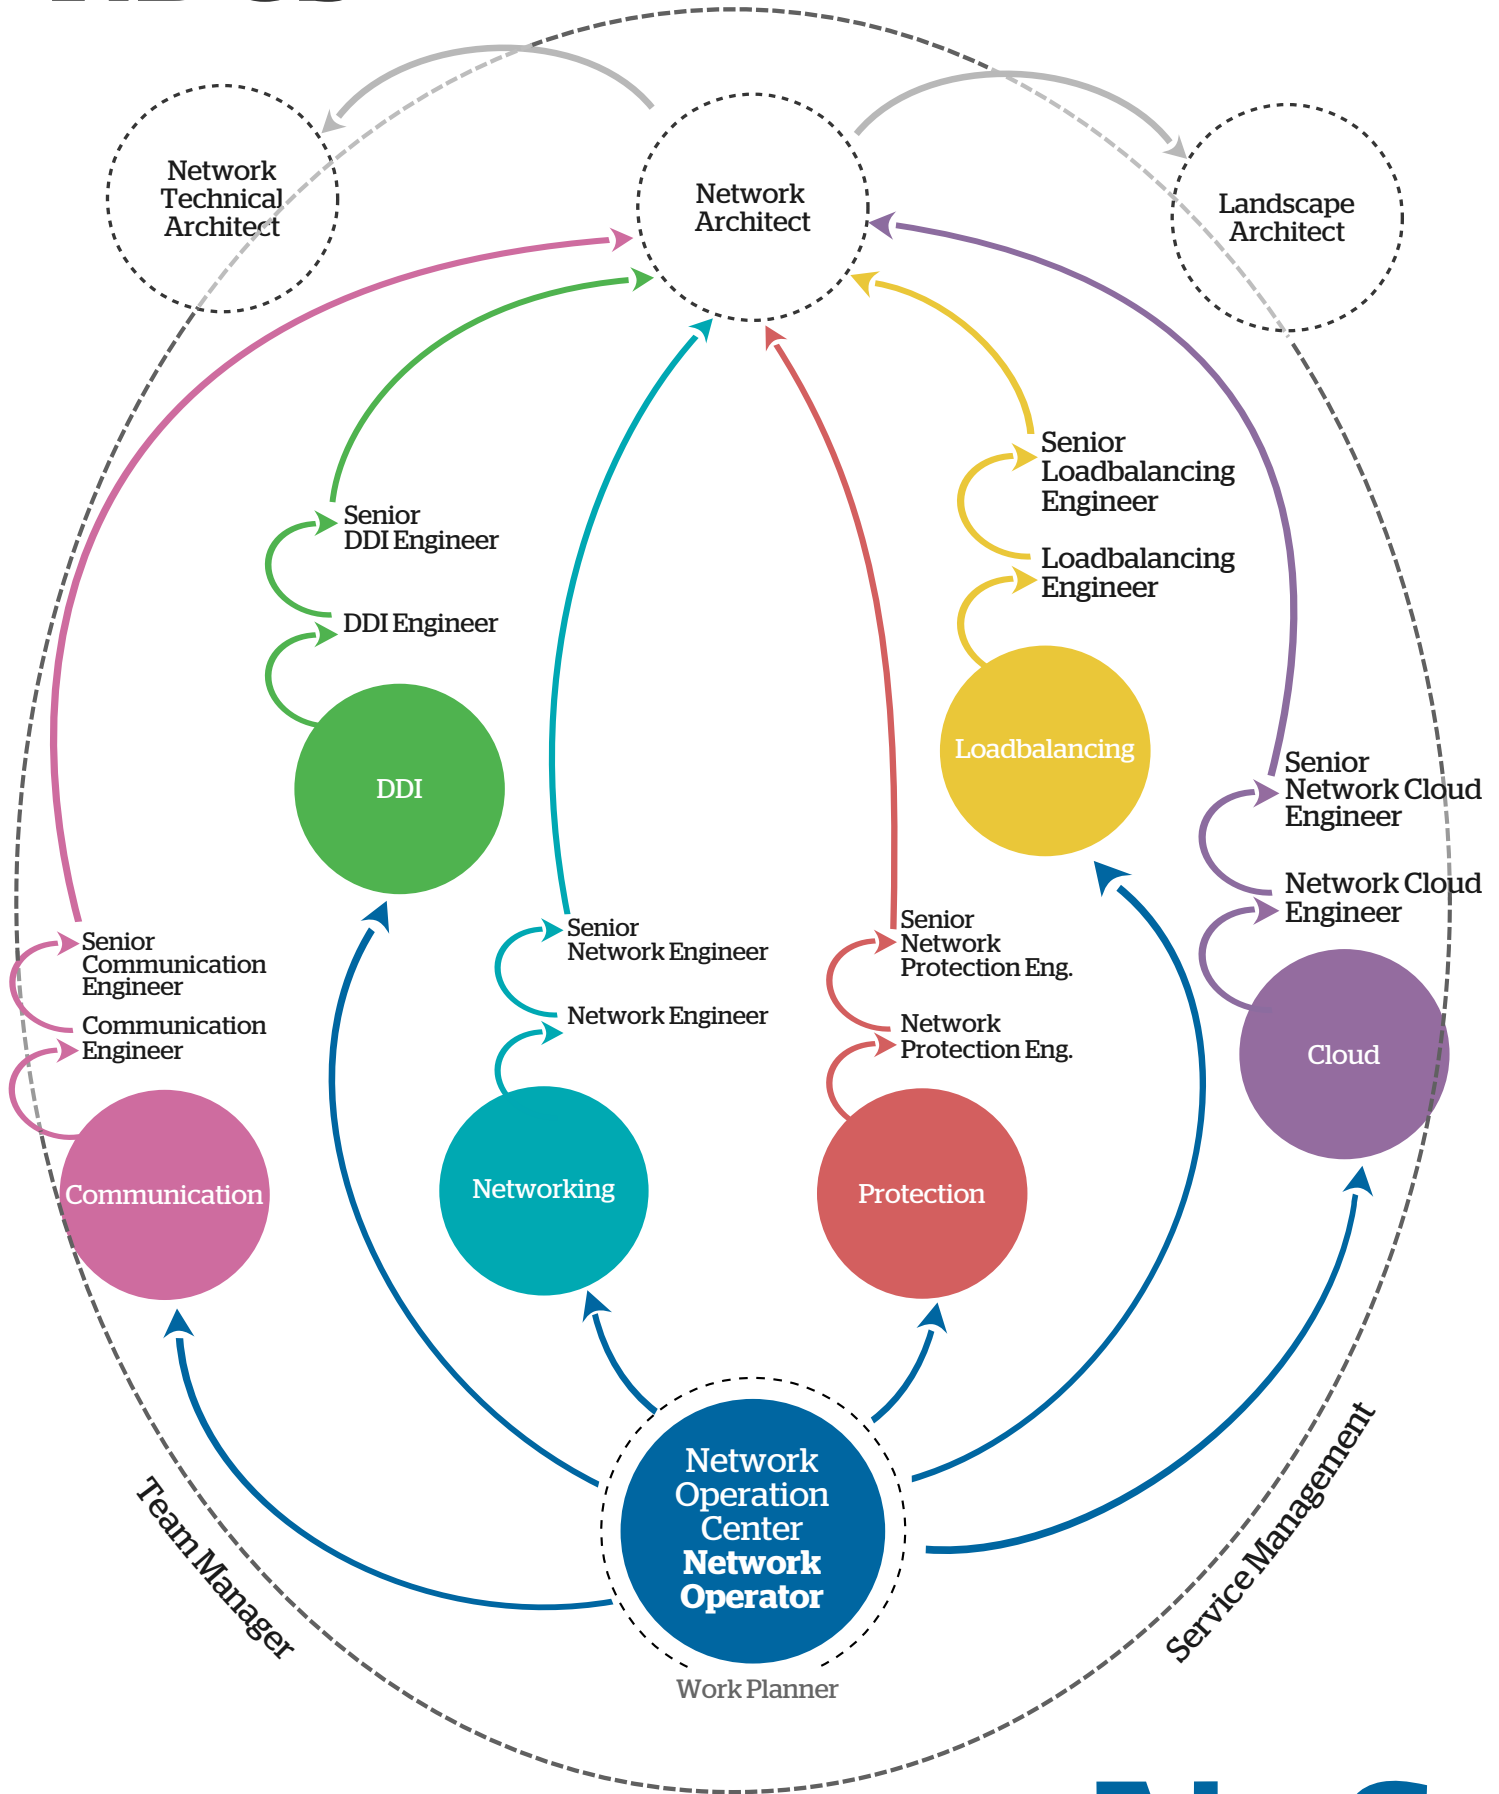 Network
Technical
Architect
Network
Architect
Landscape
Architect
Senior
Loadbalancing
Engineer
Loadbalancing
Engineer
Senior
DDI Engineer
DDI Engineer
Loadbalancing
DDI
Senior
Network Cloud
Engineer
Network Cloud
Engineer
Senior
Communication
Engineer
Communication
Engineer
Senior
Network Engineer
Network Engineer
Senior
Network
Protection Eng.
Network
Protection Eng.
Cloud
Communication
Networking
Protection
Network
Operation
Center
Network
Operator
Work Planner
Team Manager
Service Management